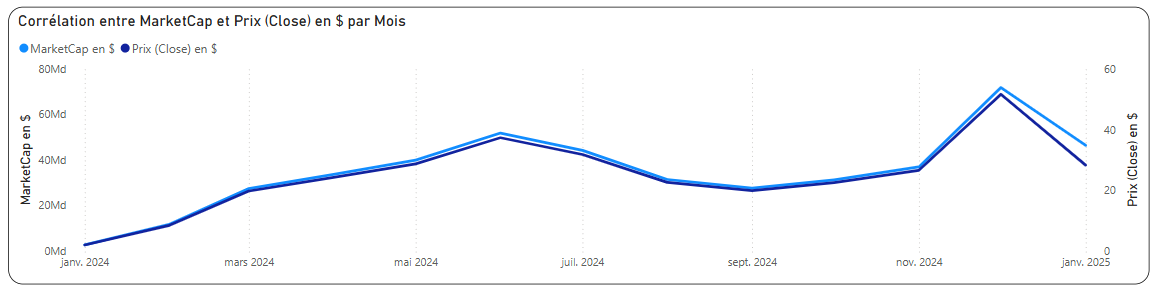 Corrélation entre MarketCap et Prix (Close) en $ par Mois
MarketCap en $ Prix (Close) en $
MarketCap en $
80Md
60Md
40Md
20Md
0Md
60
40
20
0
Prix (Close) en $
janv. 2024 mars 2024 mai 2024 juil. 2024 sept. 2024 nov. 2024 janv. 2025